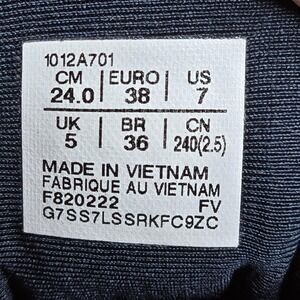 1012A701
CM | EURO | US
24.0 | 38 | 7
UK | BR | CN
5 | 36 | 240(2.5)
MADE IN VIETNAM
FABRIQUE AU VIETNAM
F820222 FV
G7SS7LSSRKFC9ZC